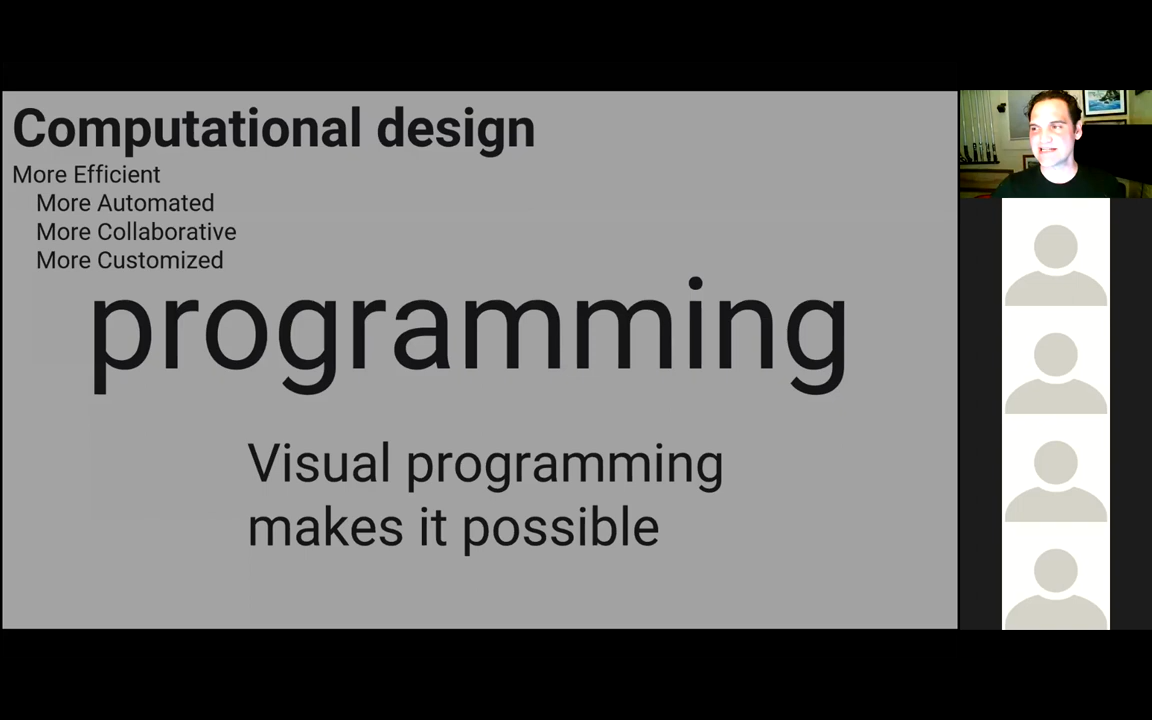 Computational design
More Efficient
More Automated
More Collaborative
More Customized
programming
Visual programming
makes it possible